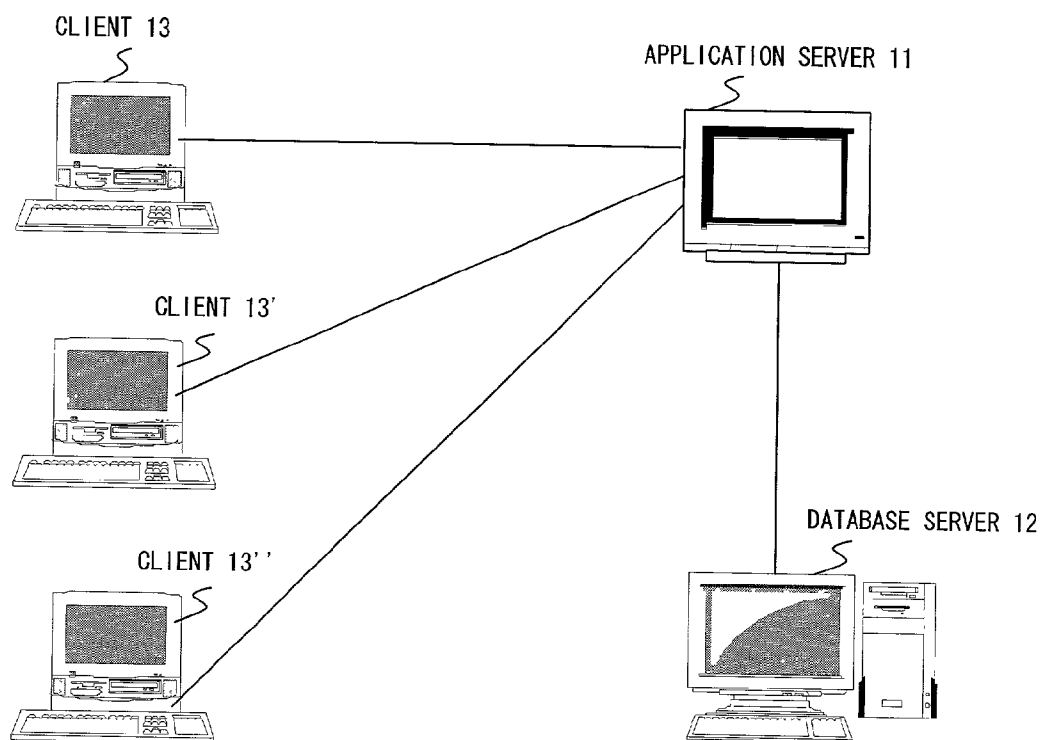 CLIENT 13
APPLICATION SERVER 11
CLIENT 13'
CLIENT 13''
DATABASE SERVER 12